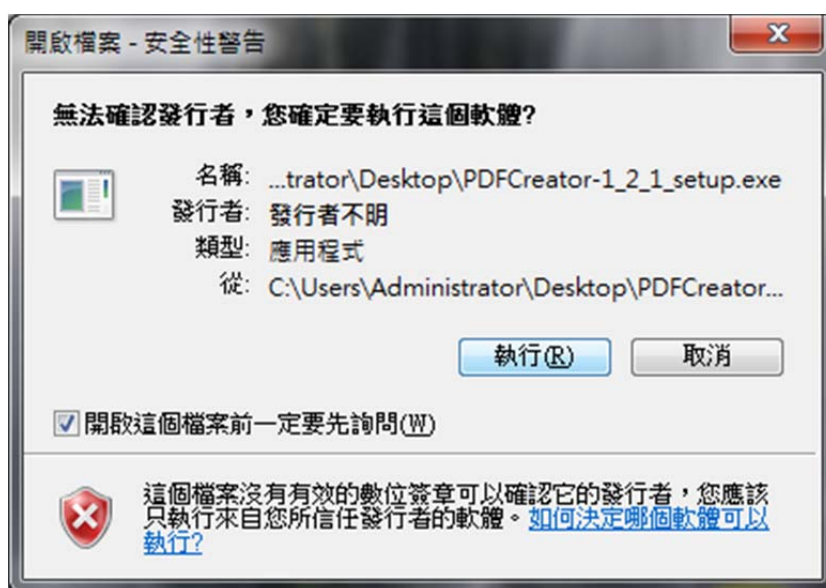 開啟檔案 - 安全性警告
無法確認發行者，您確定要執行這個軟體?
名稱: ...trator\Desktop\PDFCreator-1_2_1_setup.exe
發行者: 發行者不明
類型: 應用程式
從: C:\Users\Administrator\Desktop\PDFCreator...
執行(R) 取消
開啟這個檔案前一定要先詢問(W)
這個檔案沒有有效的數位簽章可以確認它的發行者，您應該
只執行來自您所信任發行者的軟體。如何決定哪個軟體可以
執行?